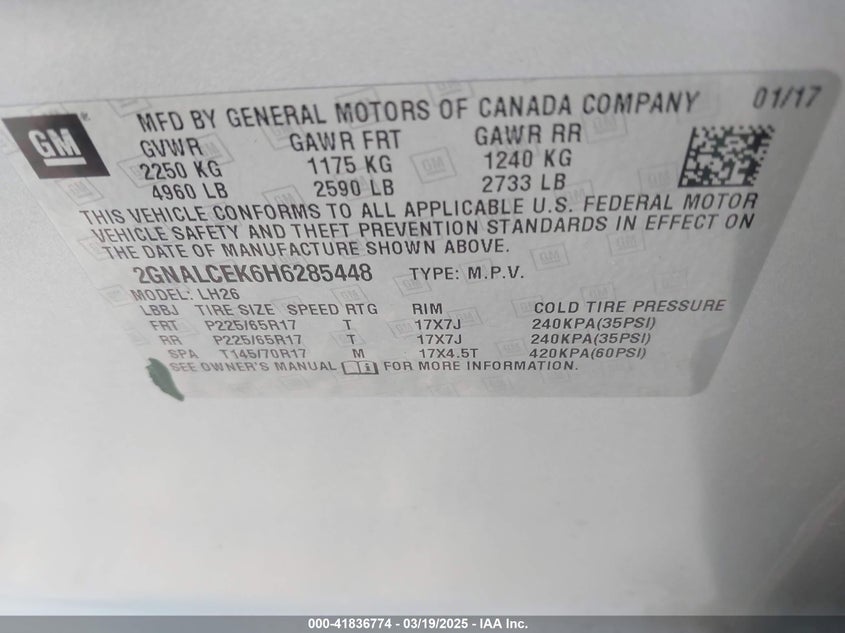 GM
MFD BY GENERAL MOTORS OF CANADA COMPANY 01/17
GVWR GAWR FRT GAWR RR
2250 KG 1175 KG 1240 KG
4960 LB 2590 LB 2733 LB
THIS VEHICLE CONFORMS TO ALL APPLICABLE U.S. FEDERAL MOTOR
VEHICLE SAFETY AND THEFT PREVENTION STANDARDS IN EFFECT ON
THE DATE OF MANUFACTURE SHOWN ABOVE.
2GNALCEK6H6285448 TYPE: M.P.V.
MODEL: LH26
LBBJ TIRE SIZE SPEED RTG RIM COLD TIRE PRESSURE
FRT P225/65R17 T 17X7J 240KPA(35PSI)
RR P225/65R17 T 17X7J 240KPA(35PSI)
SPA T145/70R17 M 17X4.5T 420KPA(60PSI)
SEE OWNER'S MANUAL FOR MORE INFORMATION.
000-41836774 - 03/19/2025 - IAA Inc.